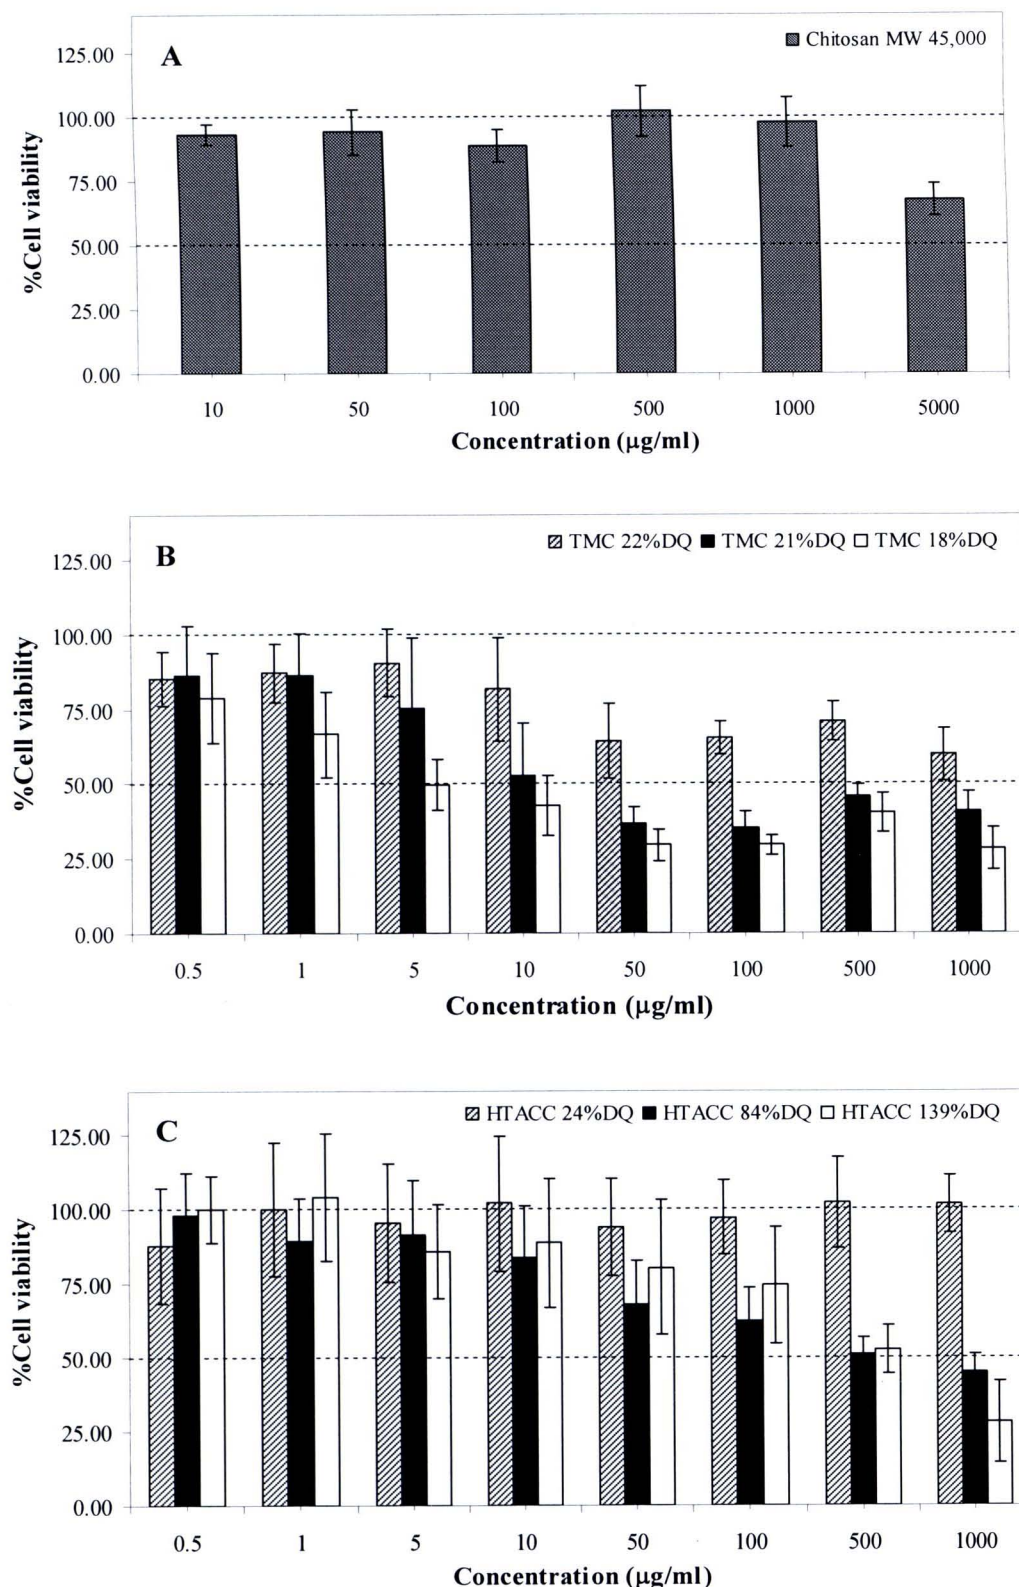 A
Chitosan MW 45,000
125.00
100.00
75.00
50.00
25.00
0.00
%Cell viability
10 50 100 500 1000 5000
Concentration (µg/ml)
B
TMC 22%DQ TMC 21%DQ TMC 18%DQ
125.00
100.00
75.00
50.00
25.00
0.00
%Cell viability
0.5 1 5 10 50 100 500 1000
Concentration (µg/ml)
C
HTACC 24%DQ HTACC 84%DQ HTACC 139%DQ
125.00
100.00
75.00
50.00
25.00
0.00
%Cell viability
0.5 1 5 10 50 100 500 1000
Concentration (µg/ml)